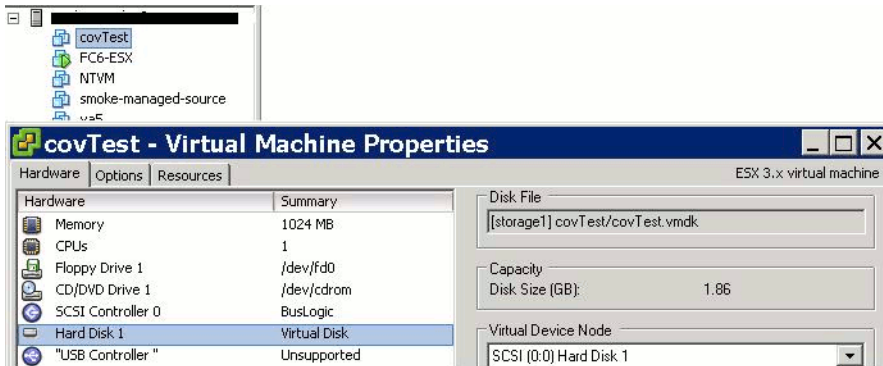 covTest
FC6-ESX
NTVM
smoke-managed-source
va5
covTest - Virtual Machine Properties
Hardware Options Resources
ESX 3.x virtual machine
Hardware Summary
Memory 1024 MB
CPUs 1
Floppy Drive 1 /dev/fd0
CD/DVD Drive 1 /dev/cdrom
SCSI Controller 0 BusLogic
Hard Disk 1 Virtual Disk
"USB Controller " Unsupported
Disk File
[storage1] covTest/covTest.vmdk
Capacity
Disk Size (GB): 1.86
Virtual Device Node
SCSI (0:0) Hard Disk 1